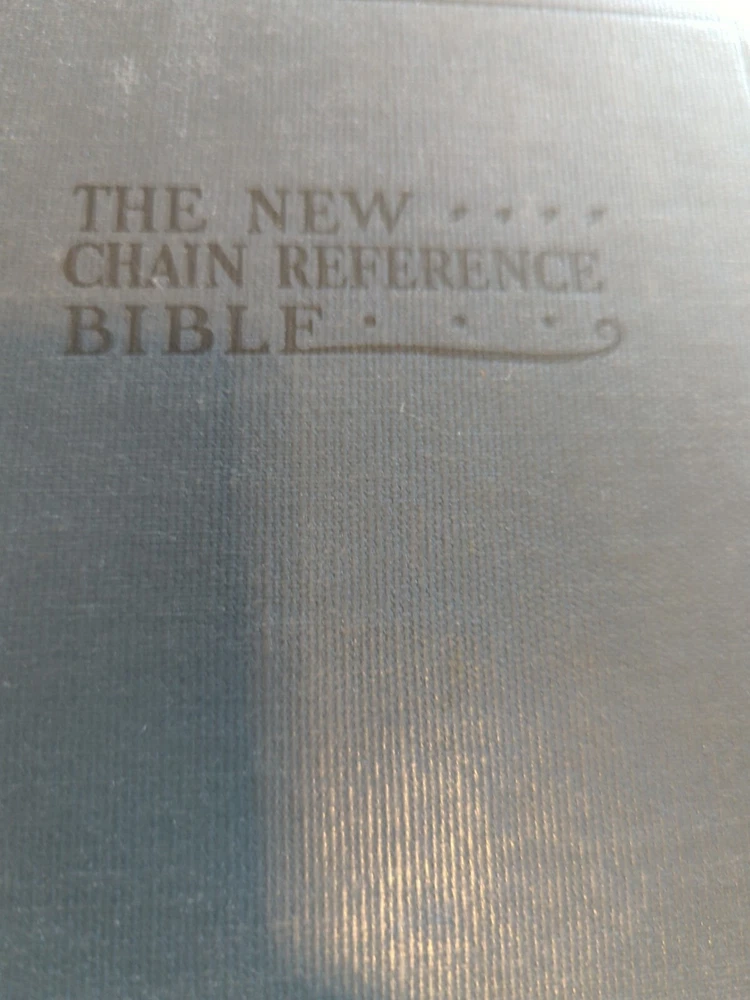 THE NEW ····
CHAIN REFERENCE
BIBLE ···